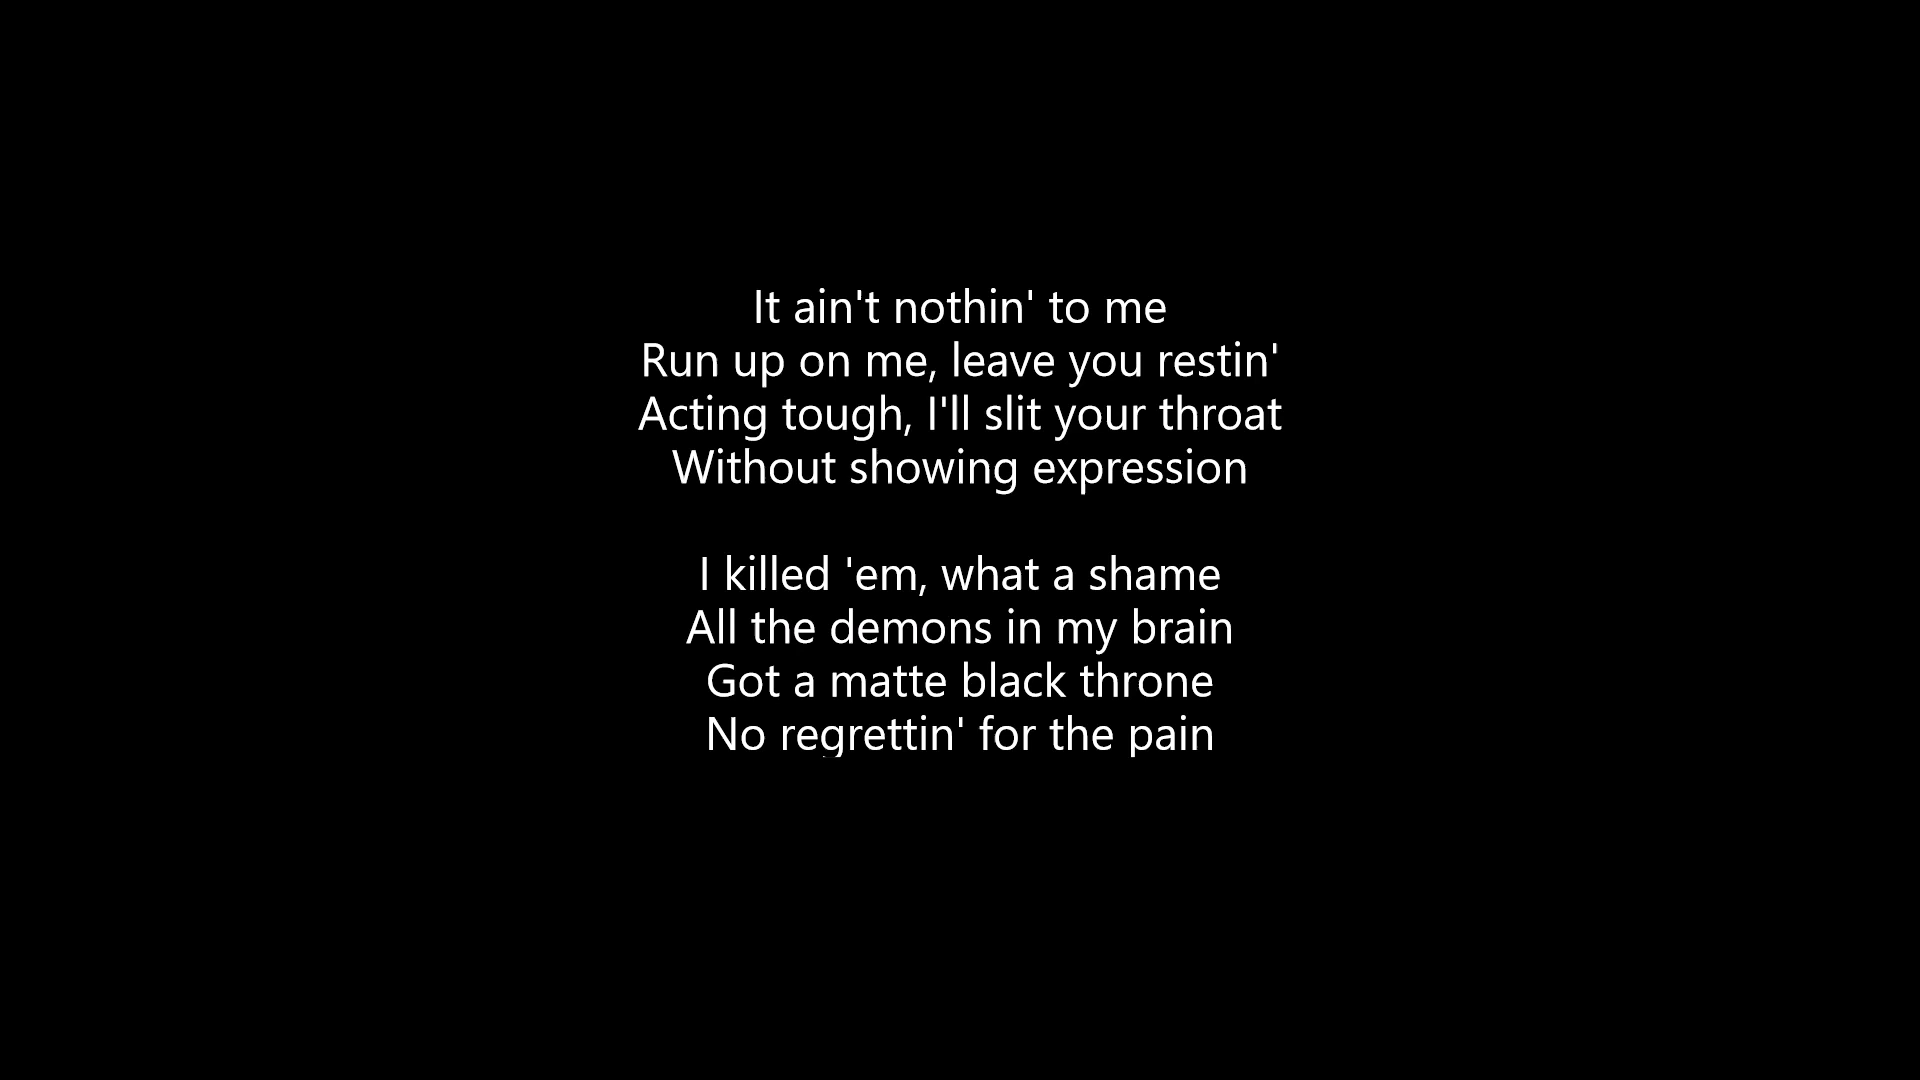 It ain't nothin' to me
Run up on me, leave you restin'
Acting tough, I'll slit your throat
Without showing expression
I killed 'em, what a shame
All the demons in my brain
Got a matte black throne
No regrettin' for the pain